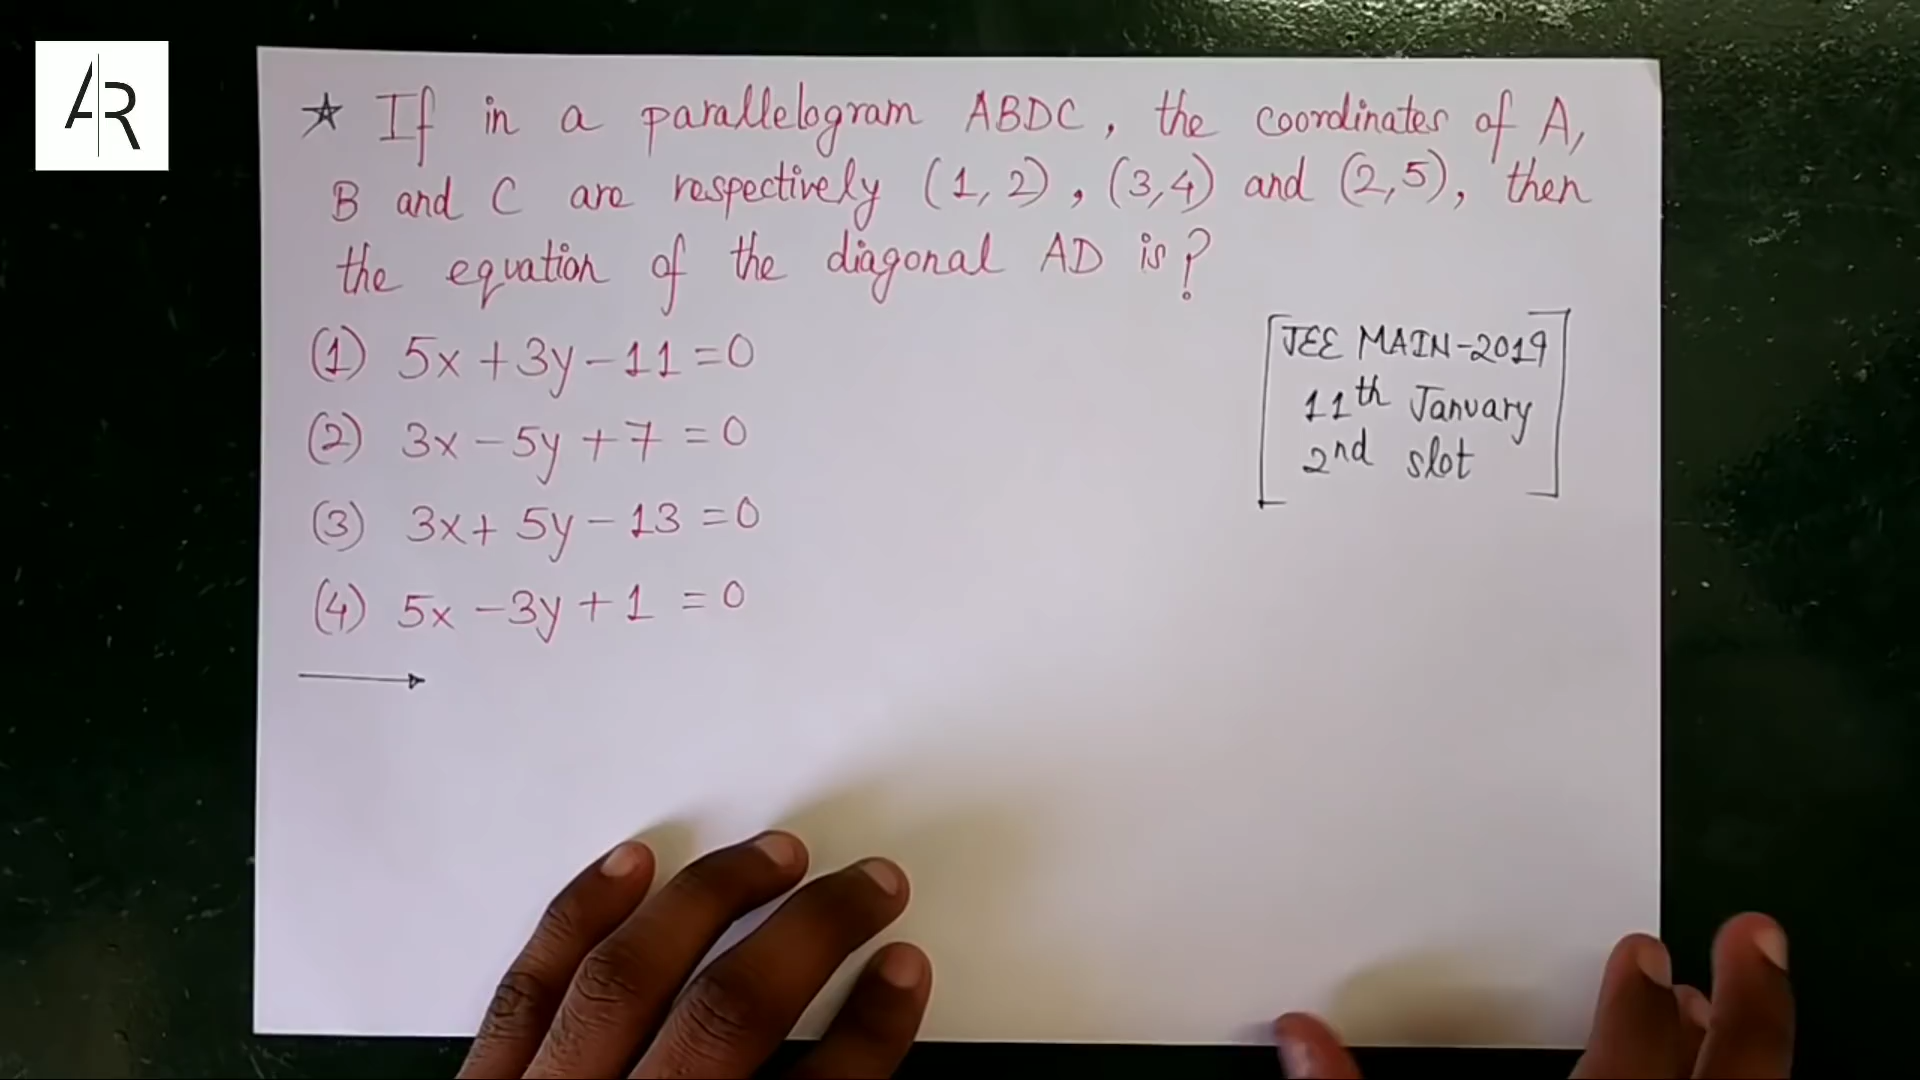 AR
☆ If in a parallelogram ABDC, the coordinates of A,
B and C are respectively (1,2), (3,4) and (2,5), then
the equation of the diagonal AD is?
(1) 5x+3y-11=0
(2) 3x-5y+7=0
(3) 3x+5y-13=0
(4) 5x-3y+1=0
JEE MAIN-2019
11th January
2nd slot